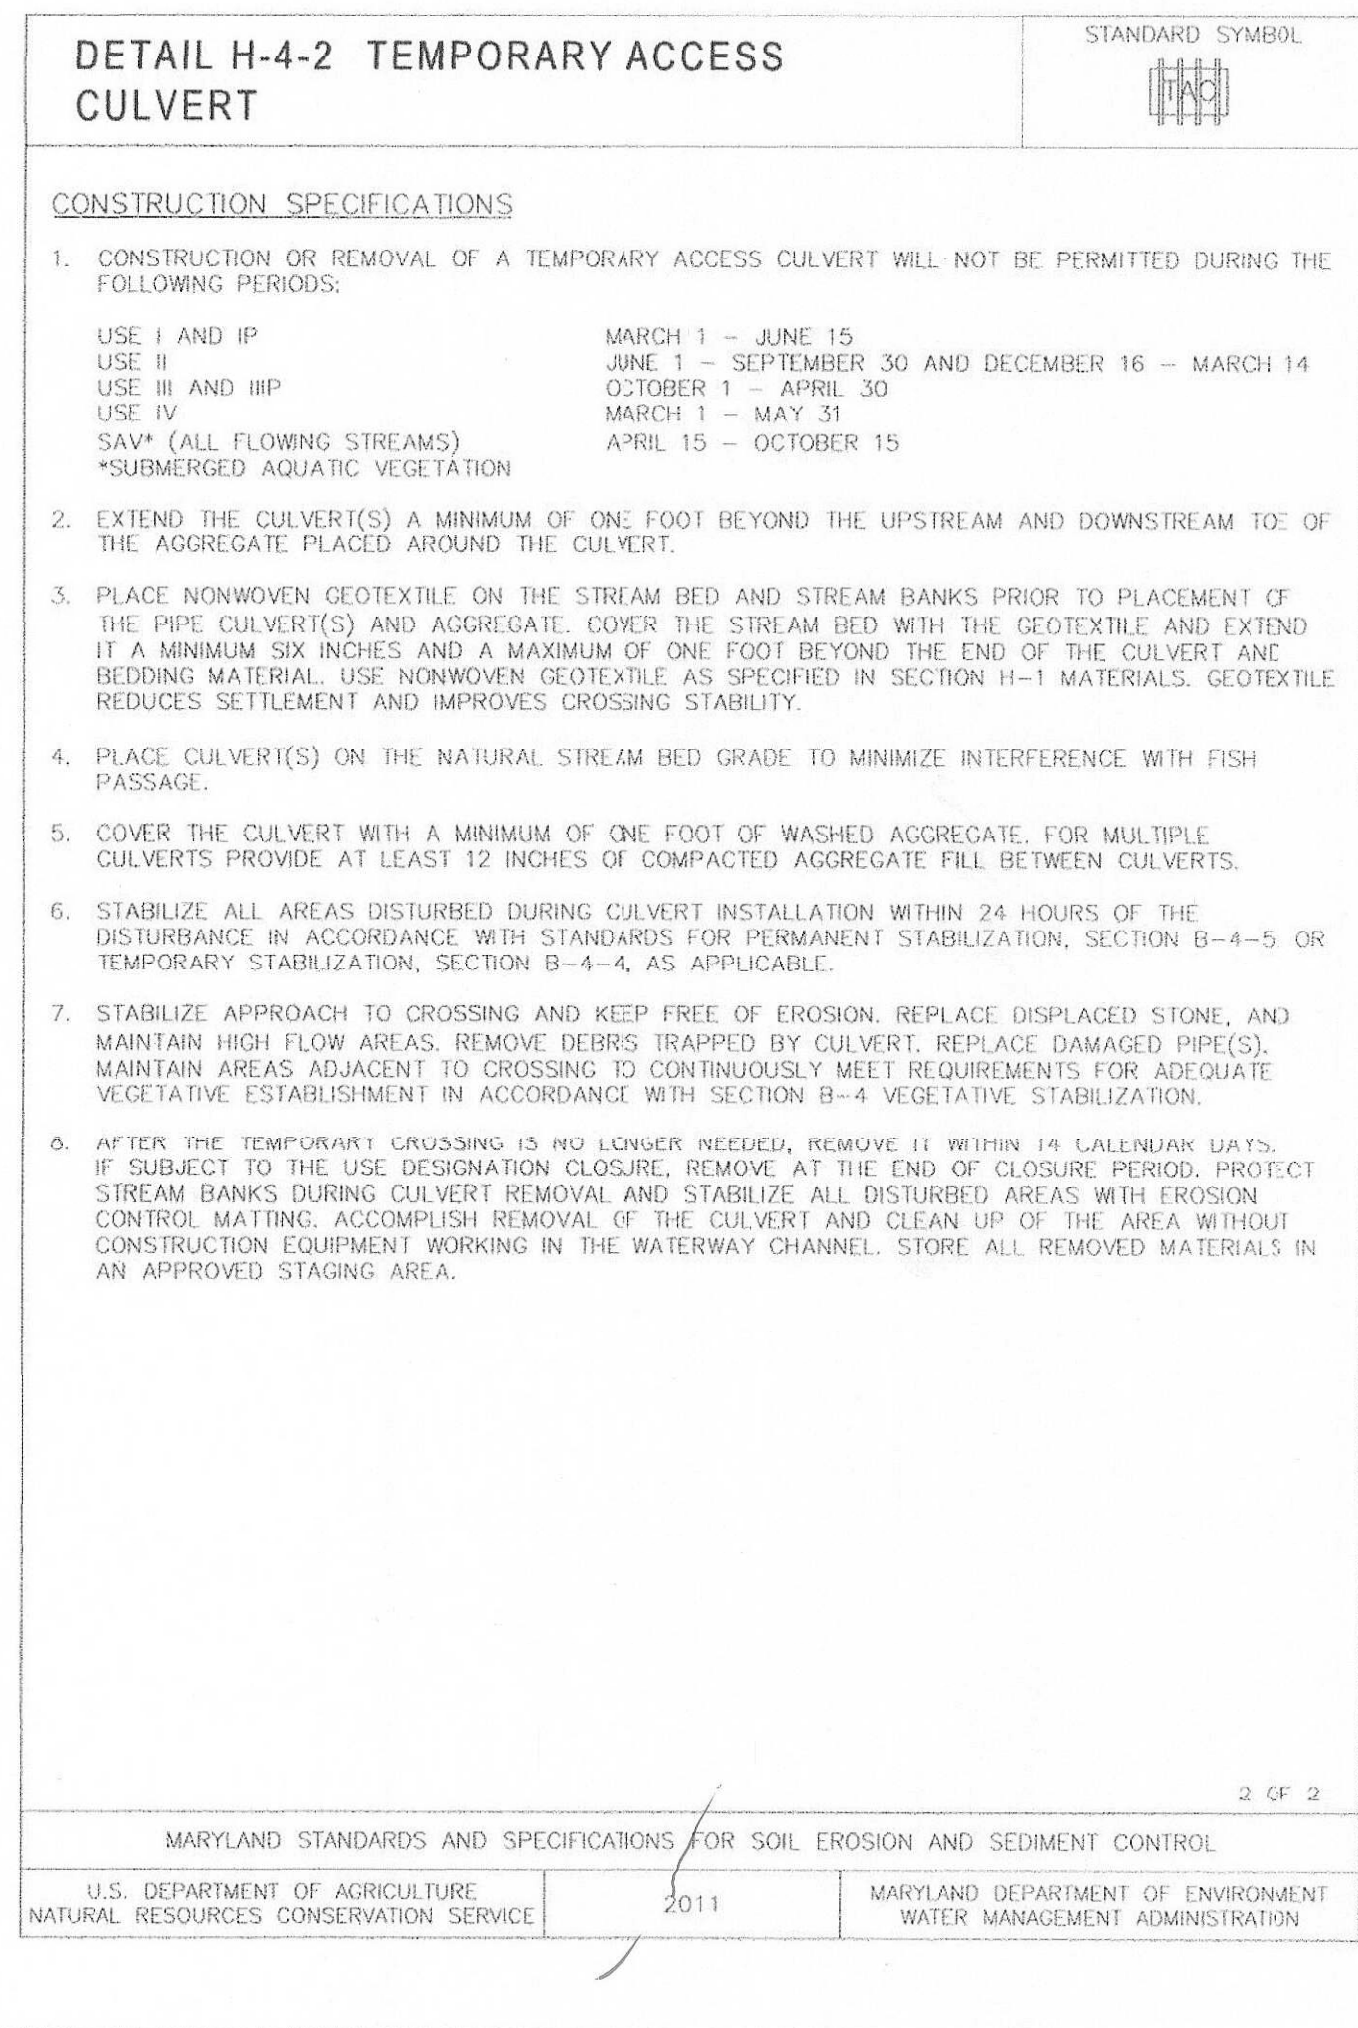 DETAIL H-4-2 TEMPORARY ACCESS
CULVERT
STANDARD SYMBOL
TAC
CONSTRUCTION SPECIFICATIONS
1. CONSTRUCTION OR REMOVAL OF A TEMPORARY ACCESS CULVERT WILL NOT BE PERMITTED DURING THE
FOLLOWING PERIODS:
USE I AND IP MARCH 1 – JUNE 15
USE II JUNE 1 – SEPTEMBER 30 AND DECEMBER 16 – MARCH 14
USE III AND IIIP OCTOBER 1 – APRIL 30
USE IV MARCH 1 – MAY 31
SAV* (ALL FLOWING STREAMS) APRIL 15 – OCTOBER 15
*SUBMERGED AQUATIC VEGETATION
2. EXTEND THE CULVERT(S) A MINIMUM OF ONE FOOT BEYOND THE UPSTREAM AND DOWNSTREAM TOE OF
THE AGGREGATE PLACED AROUND THE CULVERT.
3. PLACE NONWOVEN GEOTEXTILE ON THE STREAM BED AND STREAM BANKS PRIOR TO PLACEMENT OF
THE PIPE CULVERT(S) AND AGGREGATE. COVER THE STREAM BED WITH THE GEOTEXTILE AND EXTEND
IT A MINIMUM SIX INCHES AND A MAXIMUM OF ONE FOOT BEYOND THE END OF THE CULVERT AND
BEDDING MATERIAL. USE NONWOVEN GEOTEXTILE AS SPECIFIED IN SECTION H-1 MATERIALS. GEOTEXTILE
REDUCES SETTLEMENT AND IMPROVES CROSSING STABILITY.
4. PLACE CULVERT(S) ON THE NATURAL STREAM BED GRADE TO MINIMIZE INTERFERENCE WITH FISH
PASSAGE.
5. COVER THE CULVERT WITH A MINIMUM OF ONE FOOT OF WASHED AGGREGATE. FOR MULTIPLE
CULVERTS PROVIDE AT LEAST 12 INCHES OF COMPACTED AGGREGATE FILL BETWEEN CULVERTS.
6. STABILIZE ALL AREAS DISTURBED DURING CULVERT INSTALLATION WITHIN 24 HOURS OF THE
DISTURBANCE IN ACCORDANCE WITH STANDARDS FOR PERMANENT STABILIZATION, SECTION B-4-5 OR
TEMPORARY STABILIZATION, SECTION B-4-4, AS APPLICABLE.
7. STABILIZE APPROACH TO CROSSING AND KEEP FREE OF EROSION. REPLACE DISPLACED STONE, AND
MAINTAIN HIGH FLOW AREAS. REMOVE DEBRIS TRAPPED BY CULVERT. REPLACE DAMAGED PIPE(S).
MAINTAIN AREAS ADJACENT TO CROSSING TO CONTINUOUSLY MEET REQUIREMENTS FOR ADEQUATE
VEGETATIVE ESTABLISHMENT IN ACCORDANCE WITH SECTION B-4 VEGETATIVE STABILIZATION.
8. AFTER THE TEMPORARY CROSSING IS NO LONGER NEEDED, REMOVE IT WITHIN 14 CALENDAR DAYS.
IF SUBJECT TO THE USE DESIGNATION CLOSURE, REMOVE AT THE END OF CLOSURE PERIOD. PROTECT
STREAM BANKS DURING CULVERT REMOVAL AND STABILIZE ALL DISTURBED AREAS WITH EROSION
CONTROL MATTING. ACCOMPLISH REMOVAL OF THE CULVERT AND CLEAN UP OF THE AREA WITHOUT
CONSTRUCTION EQUIPMENT WORKING IN THE WATERWAY CHANNEL. STORE ALL REMOVED MATERIALS IN
AN APPROVED STAGING AREA.
2 OF 2
MARYLAND STANDARDS AND SPECIFICATIONS FOR SOIL EROSION AND SEDIMENT CONTROL
U.S. DEPARTMENT OF AGRICULTURE
NATURAL RESOURCES CONSERVATION SERVICE
2011
MARYLAND DEPARTMENT OF ENVIRONMENT
WATER MANAGEMENT ADMINISTRATION